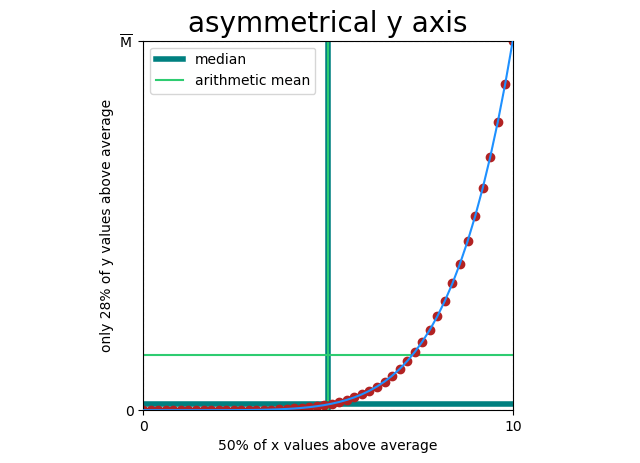 asymmetrical y axis
M̅
median
arithmetic mean
only 28% of y values above average
0
0
10
50% of x values above average